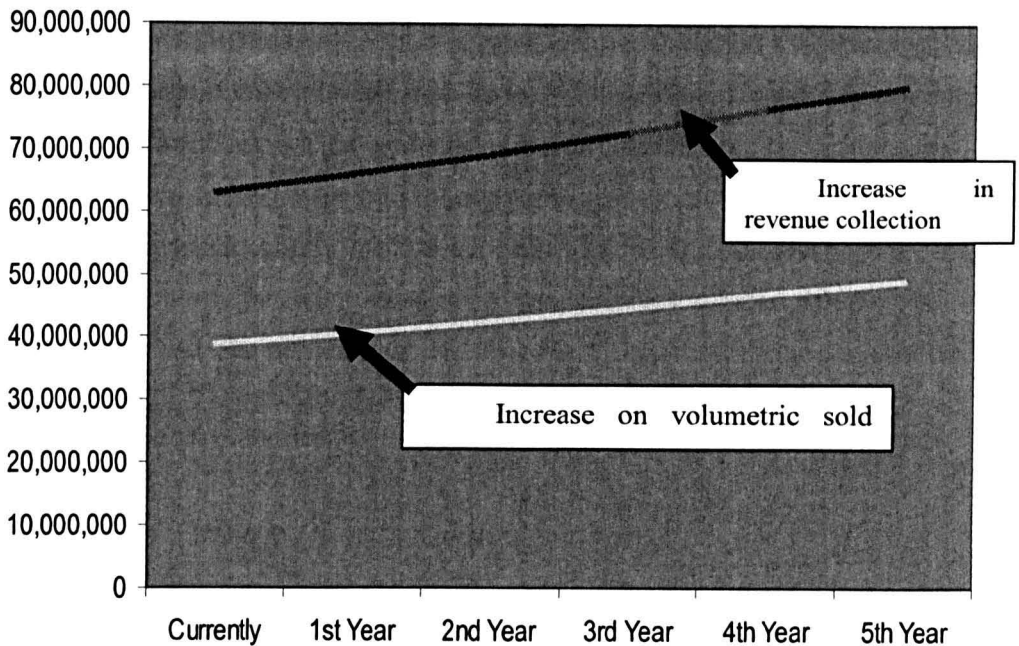 90,000,000
80,000,000
70,000,000
60,000,000
50,000,000
40,000,000
30,000,000
20,000,000
10,000,000
0
Increase in
revenue collection
Increase on volumetric sold
Currently 1st Year 2nd Year 3rd Year 4th Year 5th Year